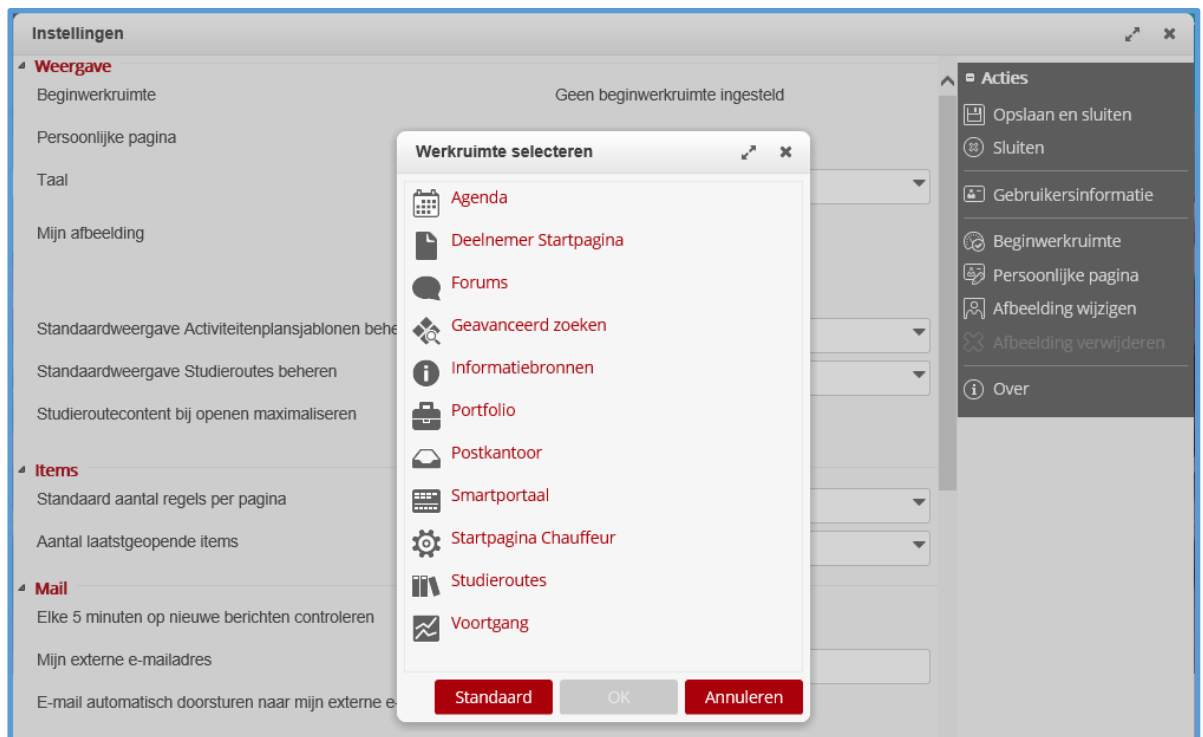 Instellingen
Weergave
Beginwerkruimte
Geen beginwerkruimte ingesteld
Persoonlijke pagina
Taal
Mijn afbeelding
Standaardweergave Activiteitenplansjablonen behe
Standaardweergave Studieroutes beheren
Studieroutecontent bij openen maximaliseren
Items
Standaard aantal regels per pagina
Aantal laatstgeopende items
Mail
Elke 5 minuten op nieuwe berichten controleren
Mijn externe e-mailadres
E-mail automatisch doorsturen naar mijn externe e-
Werkruimte selecteren
Agenda
Deelnemer Startpagina
Forums
Geavanceerd zoeken
Informatiebronnen
Portfolio
Postkantoor
Smartportaal
Startpagina Chauffeur
Studieroutes
Voortgang
Standaard
OK
Annuleren
Acties
Opslaan en sluiten
Sluiten
Gebruikersinformatie
Beginwerkruimte
Persoonlijke pagina
Afbeelding wijzigen
Afbeelding verwijderen
Over